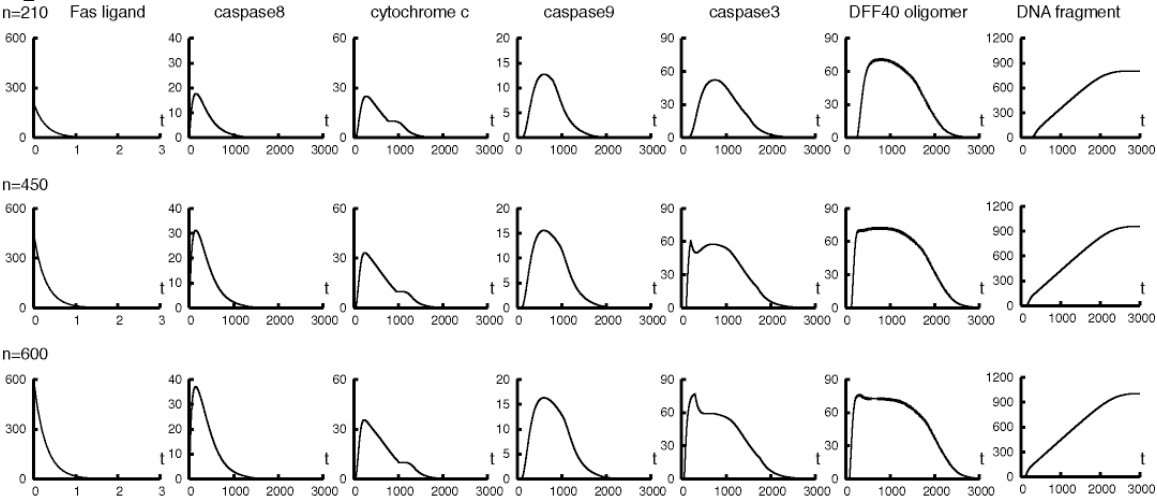 n=210 Fas ligand caspase8 cytochrome c caspase9 caspase3 DFF40 oligomer DNA fragment
600 40 60 20 90 90 1200
30 15 60 60 900
300 20 30 10 30 30 600
10 5 300
0 t 0 t 0 t 0 t 0 t 0 t 0 t
0 1 2 3 0 1000 2000 3000 0 1000 2000 3000 0 1000 2000 3000 0 1000 2000 3000 0 1000 2000 3000 0 1000 2000 3000
n=450
600 40 60 20 90 90 1200
30 15 60 60 900
300 20 30 10 30 30 600
10 5 300
0 t 0 t 0 t 0 t 0 t 0 t 0 t
0 1 2 3 0 1000 2000 3000 0 1000 2000 3000 0 1000 2000 3000 0 1000 2000 3000 0 1000 2000 3000 0 1000 2000 3000
n=600
600 40 60 20 90 90 1200
30 15 60 60 900
300 20 30 10 30 30 600
10 5 300
0 t 0 t 0 t 0 t 0 t 0 t 0 t
0 1 2 3 0 1000 2000 3000 0 1000 2000 3000 0 1000 2000 3000 0 1000 2000 3000 0 1000 2000 3000 0 1000 2000 3000